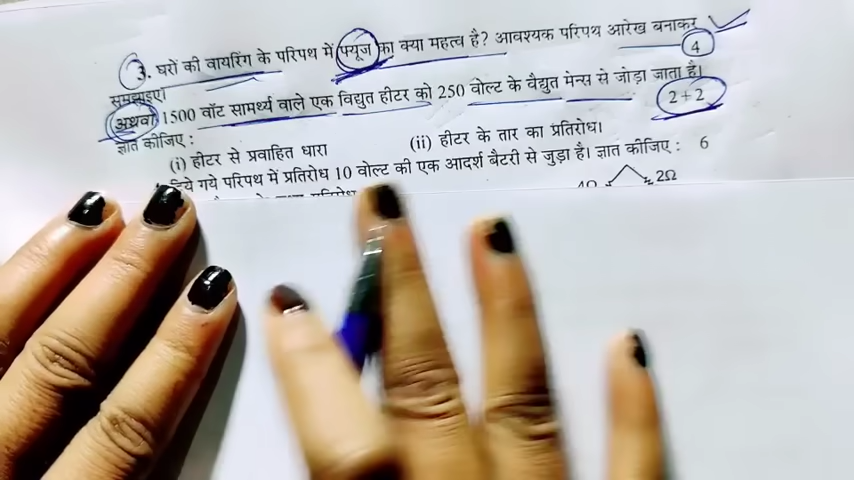 3. घरों की वायरिंग के परिपथ में फ्यूज का क्या महत्व है? आवश्यक परिपथ आरेख बनाकर
समझाइए। 4
अथवा 1500 वॉट सामर्थ्य वाले एक विद्युत हीटर को 250 वोल्ट के वैद्युत मेन्स से जोड़ा जाता है।
ज्ञात कीजिए : 2+2
(i) हीटर से प्रवाहित धारा (ii) हीटर के तार का प्रतिरोध।
दिये गये परिपथ में प्रतिरोध 10 वोल्ट की एक आदर्श बैटरी से जुड़ा है। ज्ञात कीजिए : 6
4Ω 2Ω